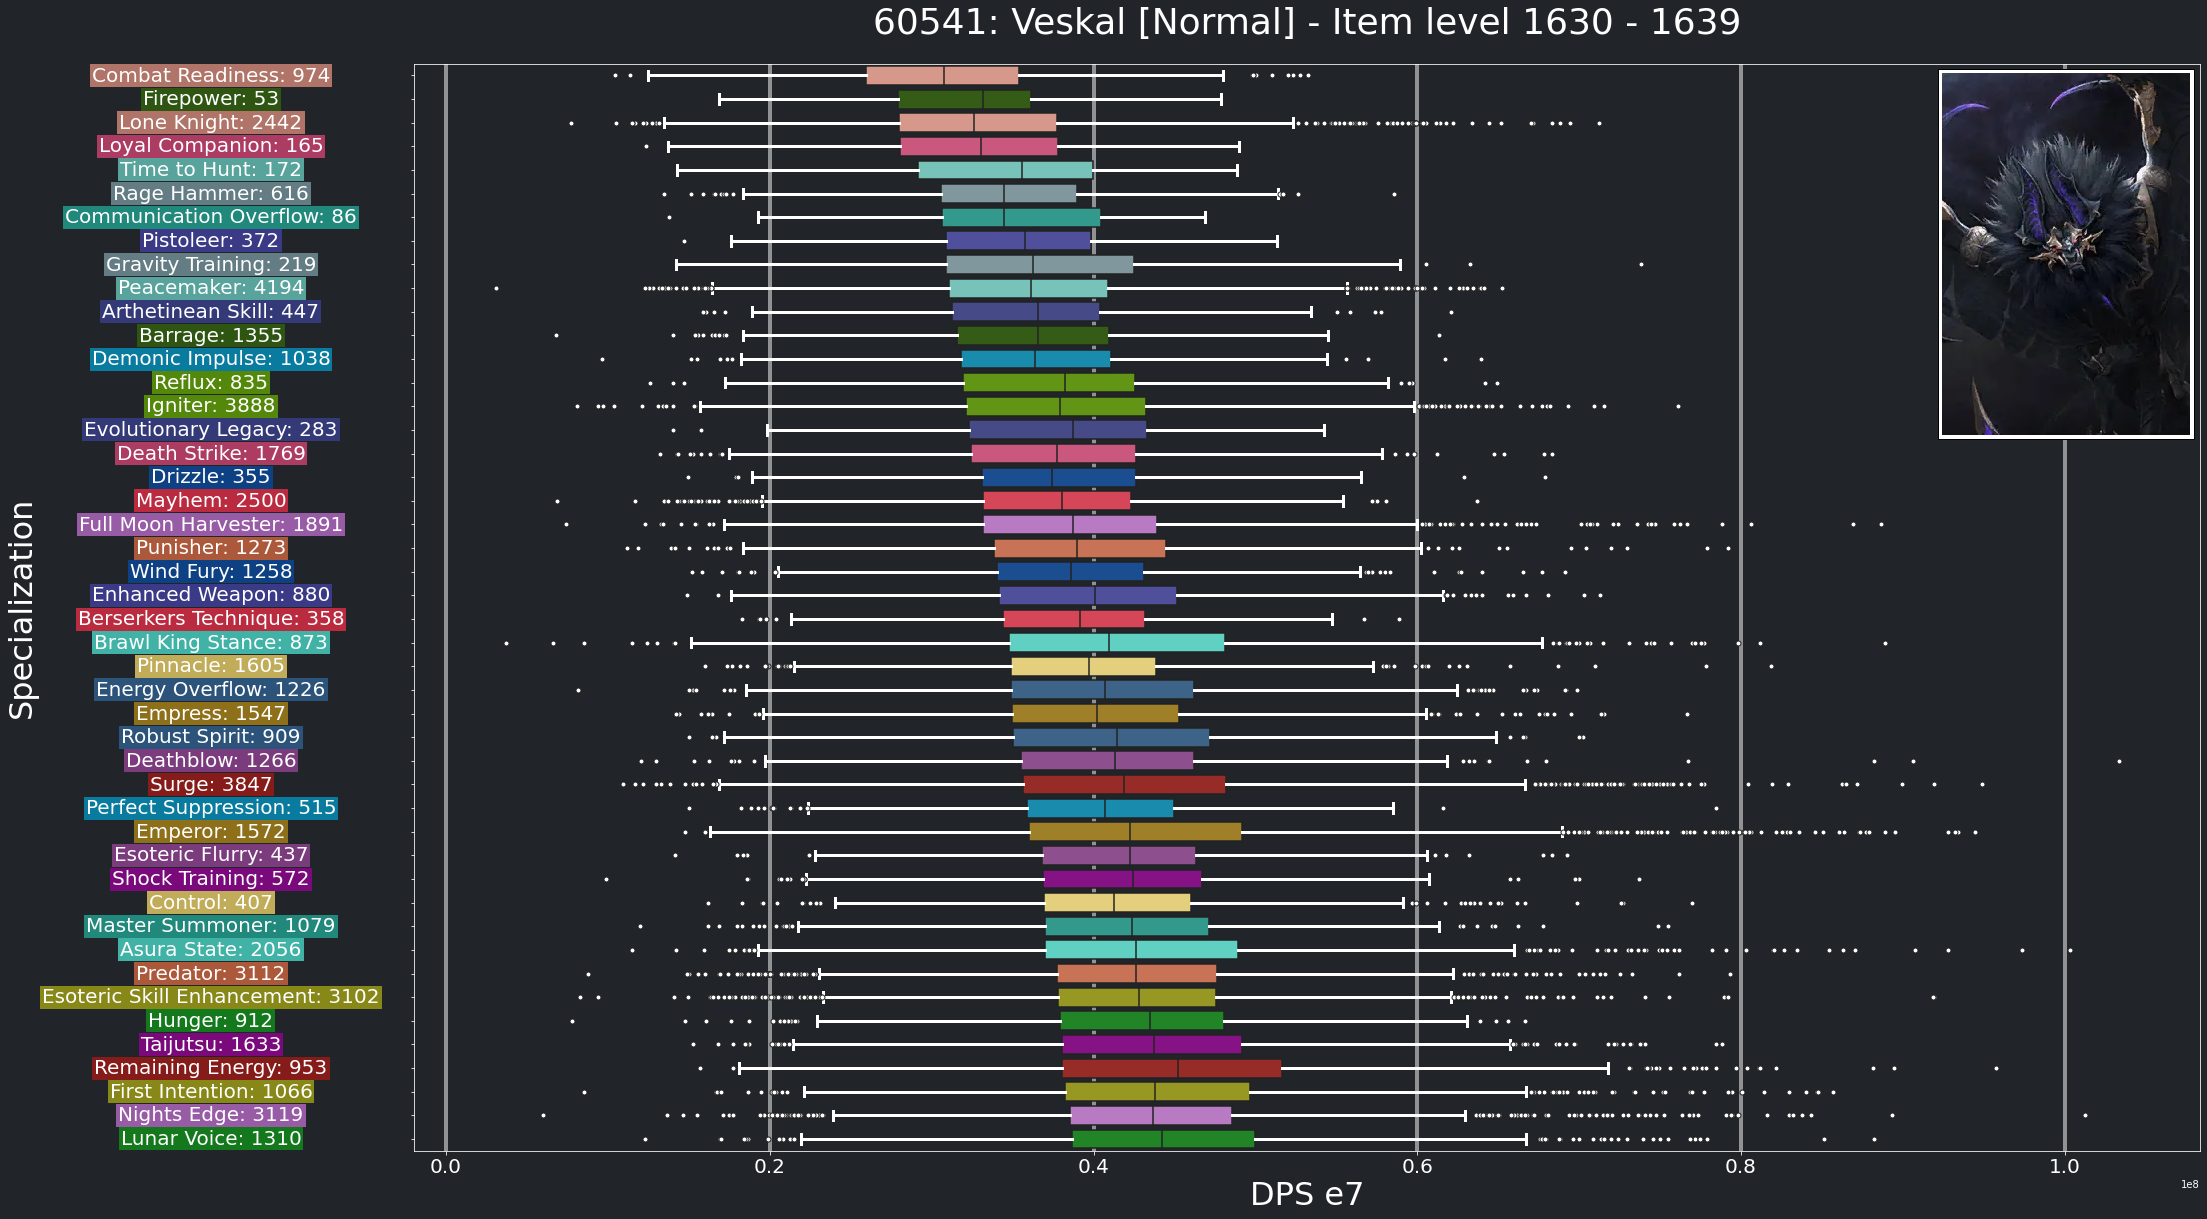 60541: Veskal [Normal] - Item level 1630 - 1639
Combat Readiness: 974
Firepower: 53
Lone Knight: 2442
Loyal Companion: 165
Time to Hunt: 172
Rage Hammer: 616
Communication Overflow: 86
Pistoleer: 372
Gravity Training: 219
Peacemaker: 4194
Arthetinean Skill: 447
Barrage: 1355
Demonic Impulse: 1038
Reflux: 835
Igniter: 3888
Evolutionary Legacy: 283
Death Strike: 1769
Drizzle: 355
Mayhem: 2500
Full Moon Harvester: 1891
Punisher: 1273
Wind Fury: 1258
Enhanced Weapon: 880
Berserkers Technique: 358
Brawl King Stance: 873
Pinnacle: 1605
Energy Overflow: 1226
Empress: 1547
Robust Spirit: 909
Deathblow: 1266
Surge: 3847
Perfect Suppression: 515
Emperor: 1572
Esoteric Flurry: 437
Shock Training: 572
Control: 407
Master Summoner: 1079
Asura State: 2056
Predator: 3112
Esoteric Skill Enhancement: 3102
Hunger: 912
Taijutsu: 1633
Remaining Energy: 953
First Intention: 1066
Nights Edge: 3119
Lunar Voice: 1310
Specialization
0.0 0.2 0.4 0.6 0.8 1.0
DPS e7
1e8